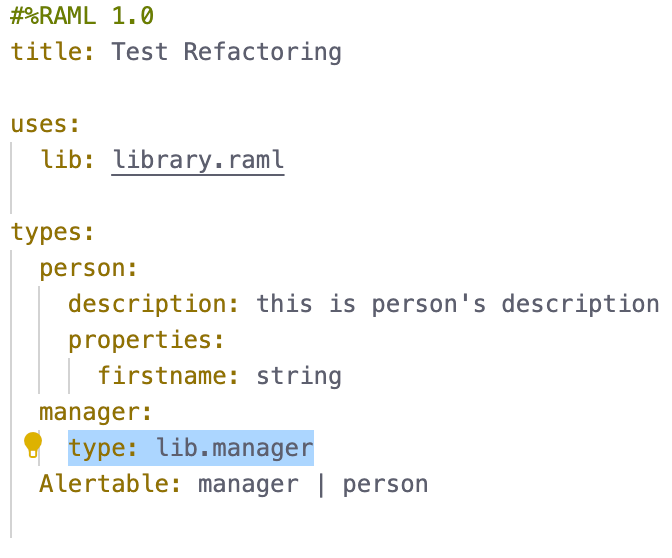 #%RAML 1.0
title: Test Refactoring
uses:
lib: library.raml
types:
person:
description: this is person's description
properties:
firstname: string
manager:
type: lib.manager
Alertable: manager | person